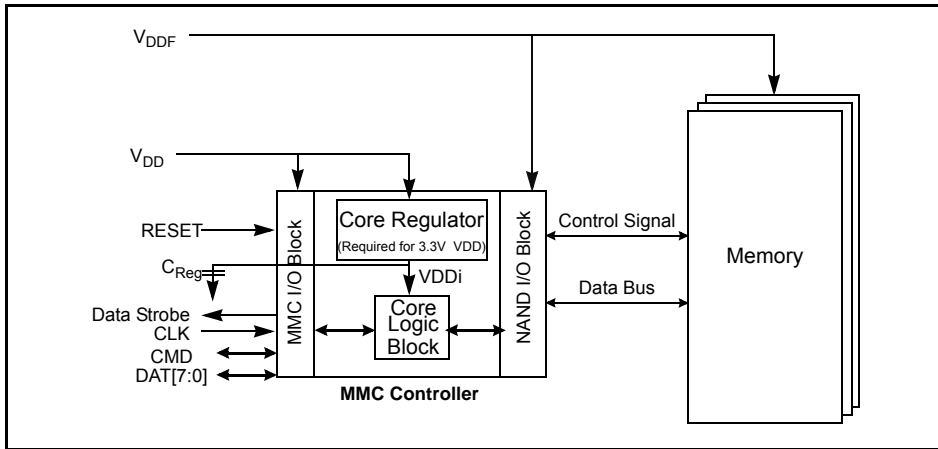 VDDF
VDD
RESET
CReg
Data Strobe
CLK
CMD
DAT[7:0]
MMC I/O Block
Core Regulator
(Required for 3.3V VDD)
VDDi
Core
Logic
Block
NAND I/O Block
MMC Controller
Control Signal
Data Bus
Memory